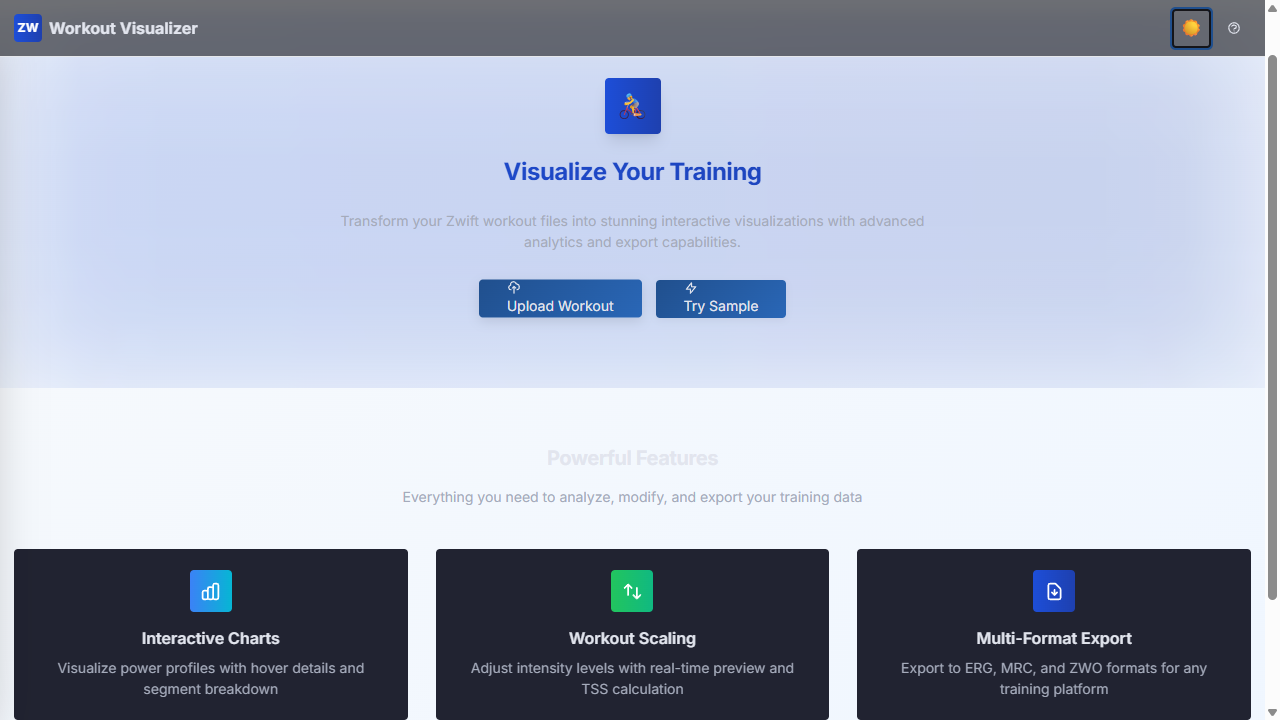 ZW Workout Visualizer
Visualize Your Training
Transform your Zwift workout files into stunning interactive visualizations with advanced
analytics and export capabilities.
Upload Workout
Try Sample
Powerful Features
Everything you need to analyze, modify, and export your training data
Interactive Charts
Visualize power profiles with hover details and
segment breakdown
Workout Scaling
Adjust intensity levels with real-time preview and
TSS calculation
Multi-Format Export
Export to ERG, MRC, and ZWO formats for any
training platform